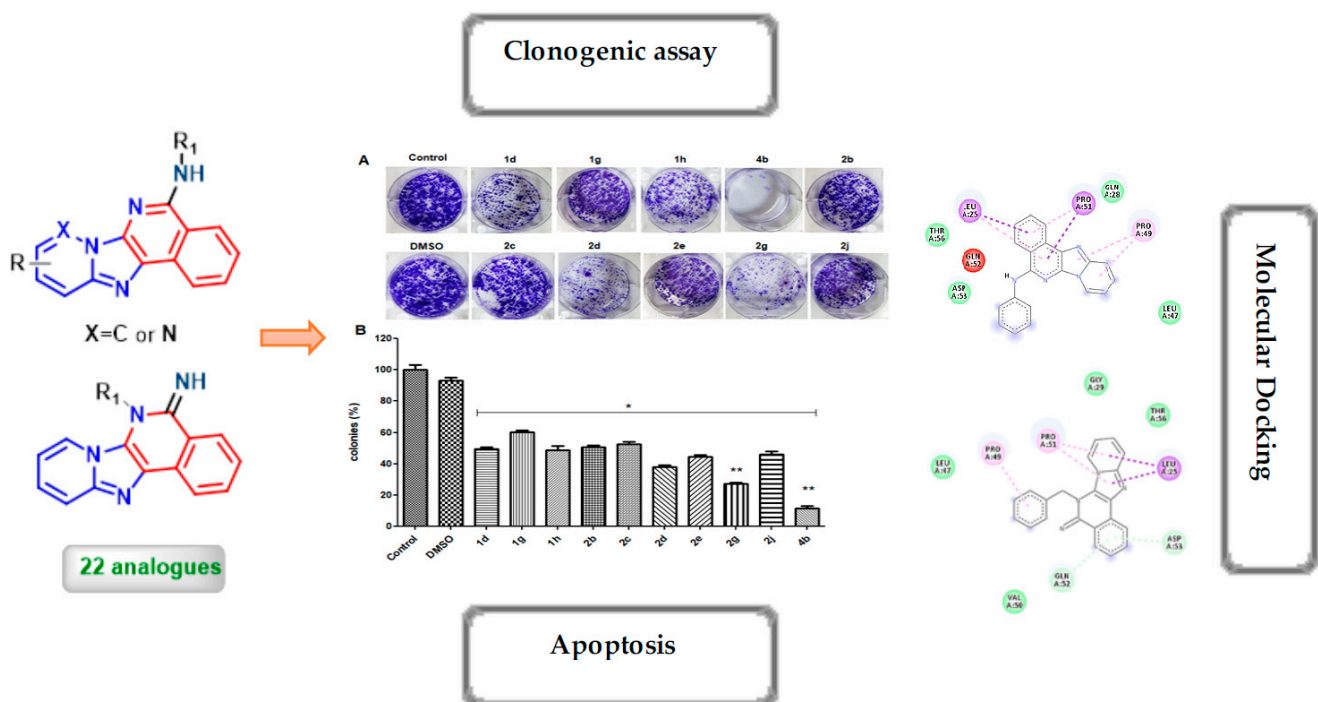 Clonogenic assay
R1
NH
N
X
N
R
N
X=C or N
NH
R1
N
N
N
22 analogues
A
Control 1d 1g 1h 4b 2b
DMSO 2c 2d 2e 2g 2j
B
colonies (%)
120
100
80
60
40
20
0
*
**
**
Control DMSO 1d 1g 1h 2b 2c 2d 2e 2g 2j 4b
Apoptosis
LEU
A:25
PRO
A:51
GLN
A:28
PRO
A:49
THR
A:56
GLN
A:52
ASP
A:53
LEU
A:47
H
GLY
A:29
THR
A:56
PRO
A:51
PRO
A:49
LEU
A:25
LEU
A:47
ASP
A:53
GLN
A:52
VAL
A:50
Molecular Docking